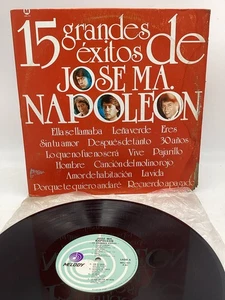 15 grandes
éxitos de
JOSE MA.
NAPOLEON
Ella se llamaba Leña verde Eres
Sin tu amor Después de tanto 30 años
Lo que no fue no será Vive Pajarillo
Hombre Canción del molino rojo
Amor de habitación La vida
Porque te quiero andaré Recuerdo apagado
MELODY